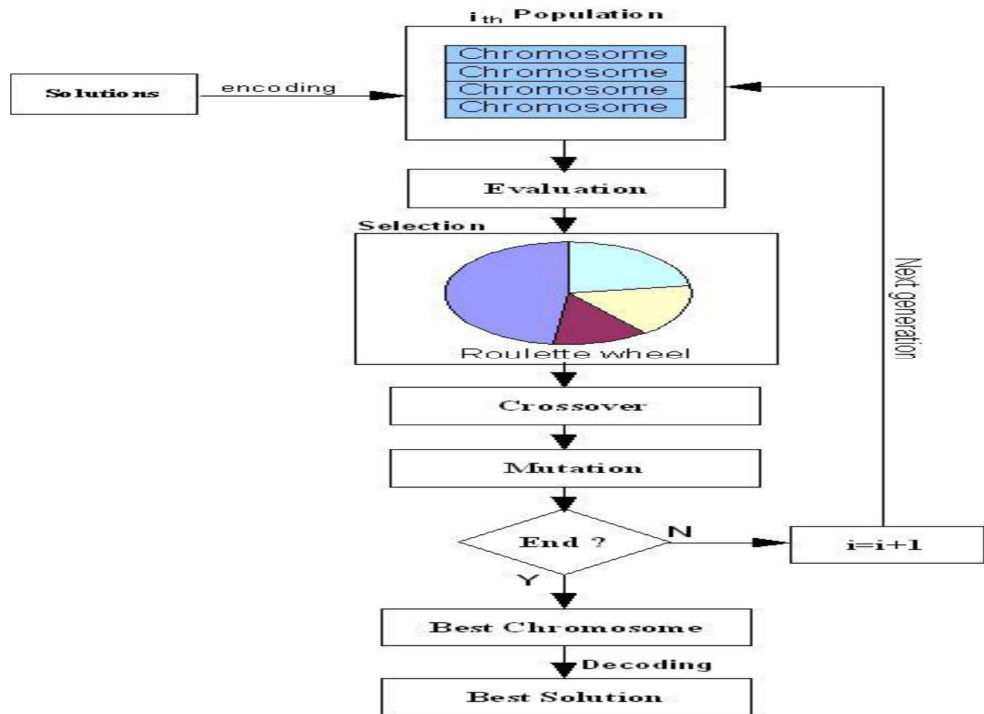 i th Population
Chromosome
Chromosome
Chromosome
Chromosome
Solutions
encoding
Evaluation
Selection
Roulette wheel
Next generation
Crossover
Mutation
End ?
N
i=i+1
Y
Best Chromosome
Decoding
Best Solution